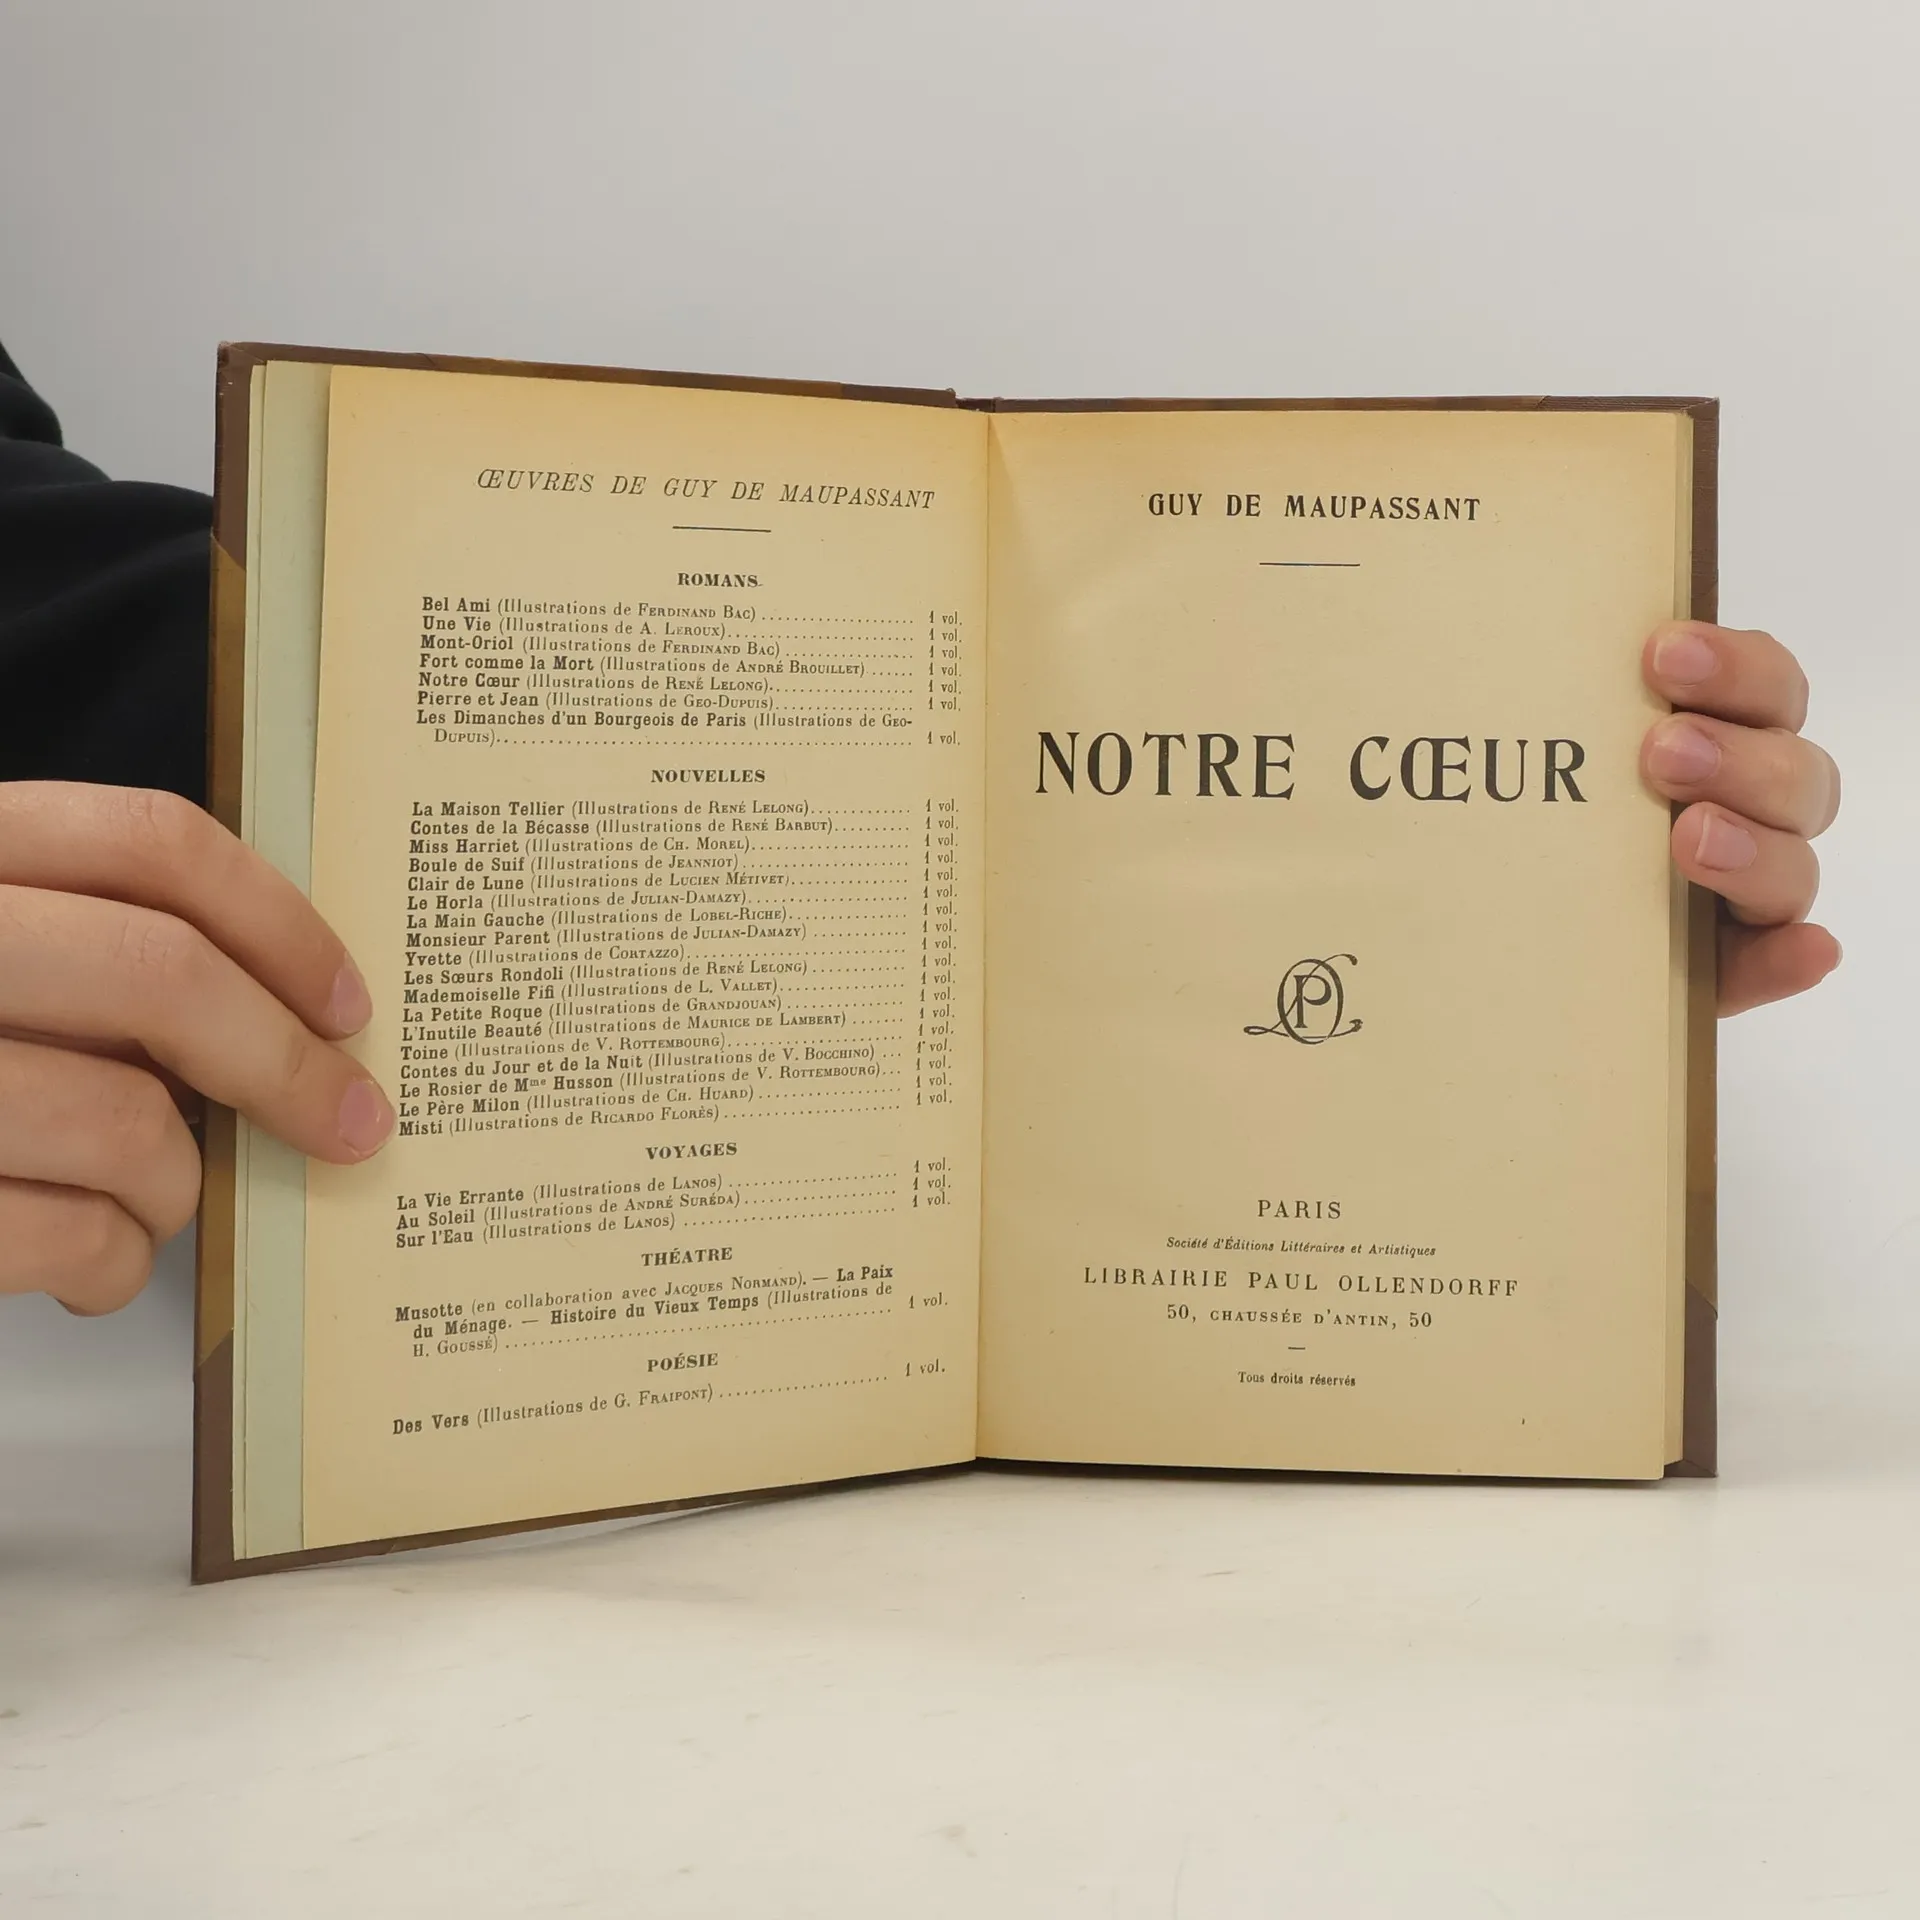 ŒUVRES DE GUY DE MAUPASSANT
ROMANS
Bel Ami (Illustrations de FERDINAND BAC) .................... 1 vol.
Une Vie (Illustrations de A. LEROUX)........................ 1 vol.
Mont-Oriol (Illustrations de FERDINAND BAC) ................ 1 vol.
Fort comme la Mort (Illustrations de ANDRÉ BROUILLET)...... 1 vol.
Notre Cœur (Illustrations de RENÉ LELONG).................. 1 vol.
Pierre et Jean (Illustrations de GEO-DUPUIS)................. 1 vol.
Les Dimanches d'un Bourgeois de Paris (Illustrations de GEO-
DUPUIS)................................................ 1 vol.
NOUVELLES
La Maison Tellier (Illustrations de RENÉ LELONG)............ 1 vol.
Contes de la Bécasse (Illustrations de RENÉ BARBUT).......... 1 vol.
Miss Harriet (Illustrations de CH. MOREL).................... 1 vol.
Boule de Suif (Illustrations de JEANNIOT).................... 1 vol.
Clair de Lune (Illustrations de LUCIEN MÉTIVET)............... 1 vol.
Le Horla (Illustrations de JULIAN-DAMAZY).................... 1 vol.
La Main Gauche (Illustrations de LOBEL-RICHE)............... 1 vol.
Monsieur Parent (Illustrations de JULIAN-DAMAZY) ............ 1 vol.
Yvette (Illustrations de CORTAZZO)........................... 1 vol.
Les Sœurs Rondoli (Illustrations de RENÉ LELONG) ............ 1 vol.
Mademoiselle Fifi (Illustrations de L. VALLET)................ 1 vol.
La Petite Roque (Illustrations de GRANDJOUAN) ............... 1 vol.
L'Inutile Beauté (Illustrations de MAURICE DE LAMBERT) ....... 1 vol.
Toine (Illustrations de V. ROTTEMBOURG)...................... 1 vol.
Contes du Jour et de la Nuit (Illustrations de V. BOCCHINO) ... 1 vol.
Le Rosier de Mme Husson (Illustrations de V. ROTTEMBOURG)... 1 vol.
Le Père Milon (Illustrations de CH. HUARD) .................. 1 vol.
Misti (Illustrations de RICARDO FLORÈS) ...................... 1 vol.
VOYAGES
La Vie Errante (Illustrations de LANOS) ..................... 1 vol.
Au Soleil (Illustrations de ANDRÉ SURÉDA)................... 1 vol.
Sur l'Eau (Illustrations de LANOS) .......................... 1 vol.
THÉATRE
Musotte (en collaboration avec JACQUES NORMAND). — La Paix
du Ménage. — Histoire du Vieux Temps (Illustrations de
H. GOUSSÉ) ............................................. 1 vol.
POÉSIE
Des Vers (Illustrations de G. FRAIPONT) ..................... 1 vol.
GUY DE MAUPASSANT
NOTRE CŒUR
PARIS
Société d'Éditions Littéraires et Artistiques
LIBRAIRIE PAUL OLLENDORFF
50, CHAUSSÉE D'ANTIN, 50
Tous droits réservés